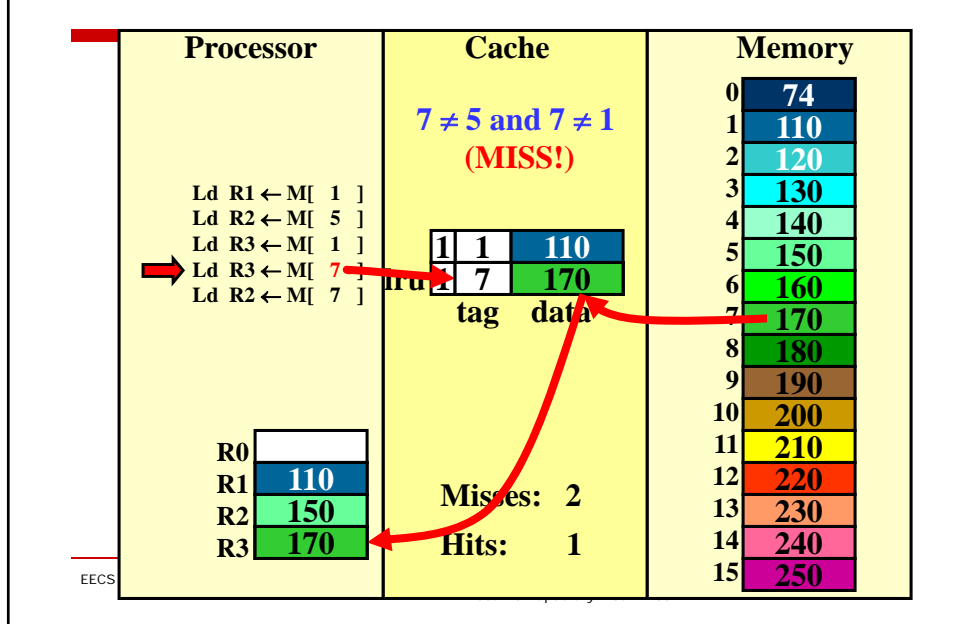 Processor
Cache
Memory
7 ≠ 5 and 7 ≠ 1
(MISS!)
Ld R1 ← M[ 1 ]
Ld R2 ← M[ 5 ]
Ld R3 ← M[ 1 ]
Ld R3 ← M[ 7
Ld R2 ← M[ 7 ]
1 1 110
lru 1 7 170
tag data
R0
R1 110
R2 150
R3 170
Misses: 2
Hits: 1
0 74
1 110
2 120
3 130
4 140
5 150
6 160
7 170
8 180
9 190
10 200
11 210
12 220
13 230
14 240
15 250
EECS